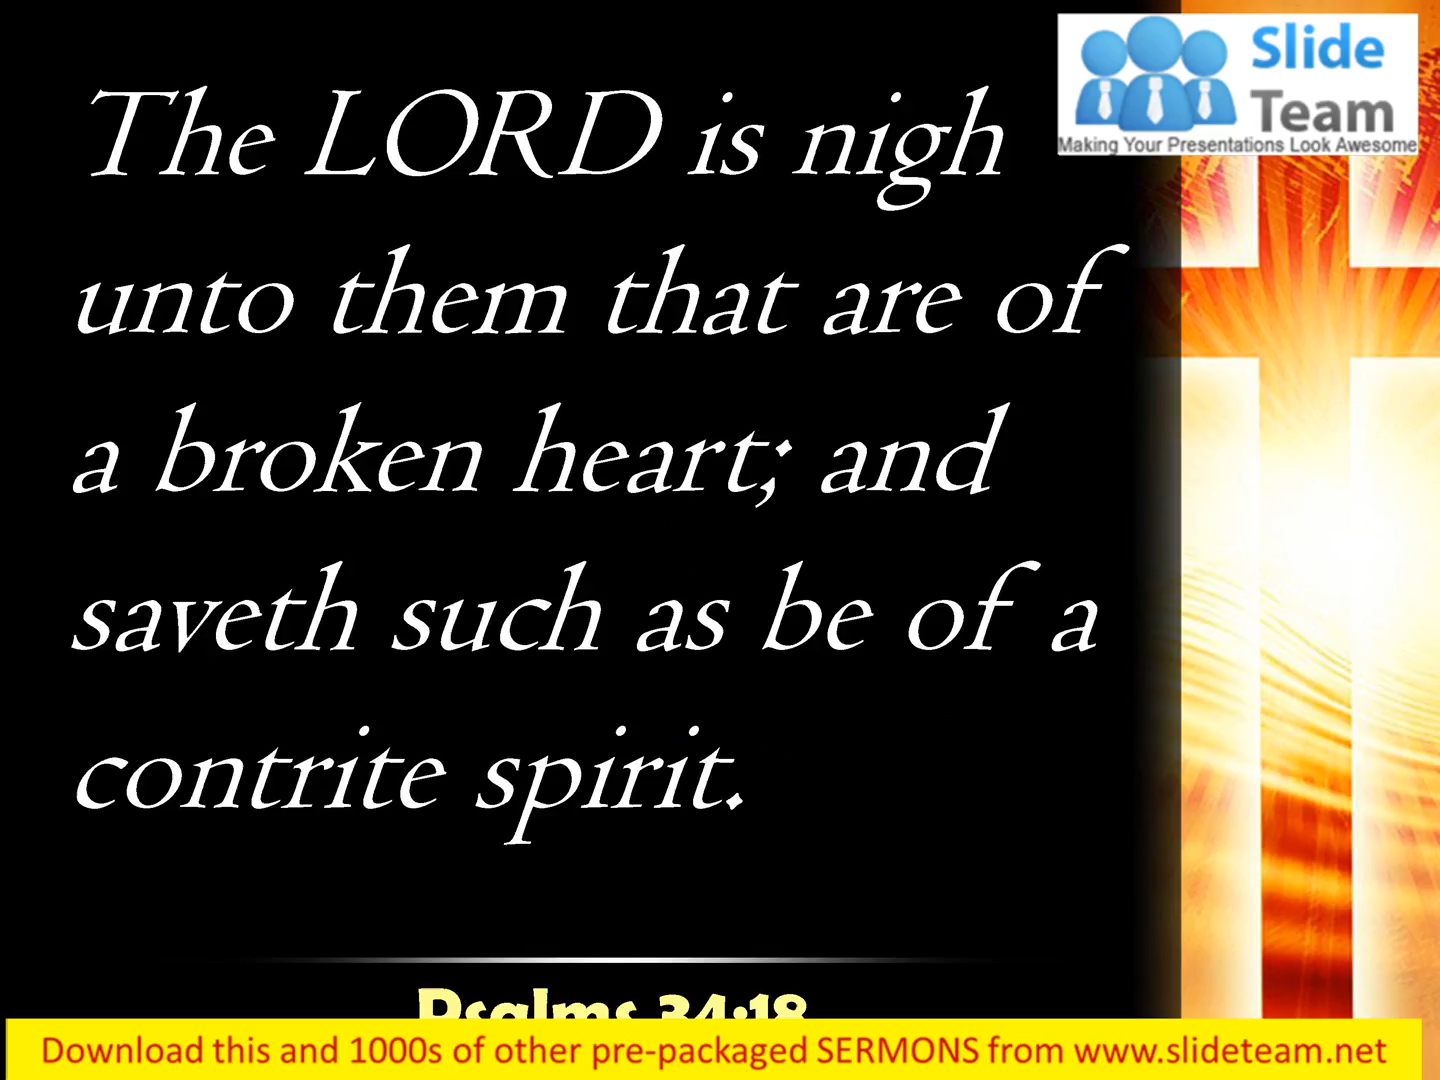 Slide
Team
Making Your Presentations Look Awesome
The LORD is nigh
unto them that are of
a broken heart; and
saveth such as be of a
contrite spirit.
Psalms 34:18
Download this and 1000s of other pre-packaged SERMONS from www.slideteam.net